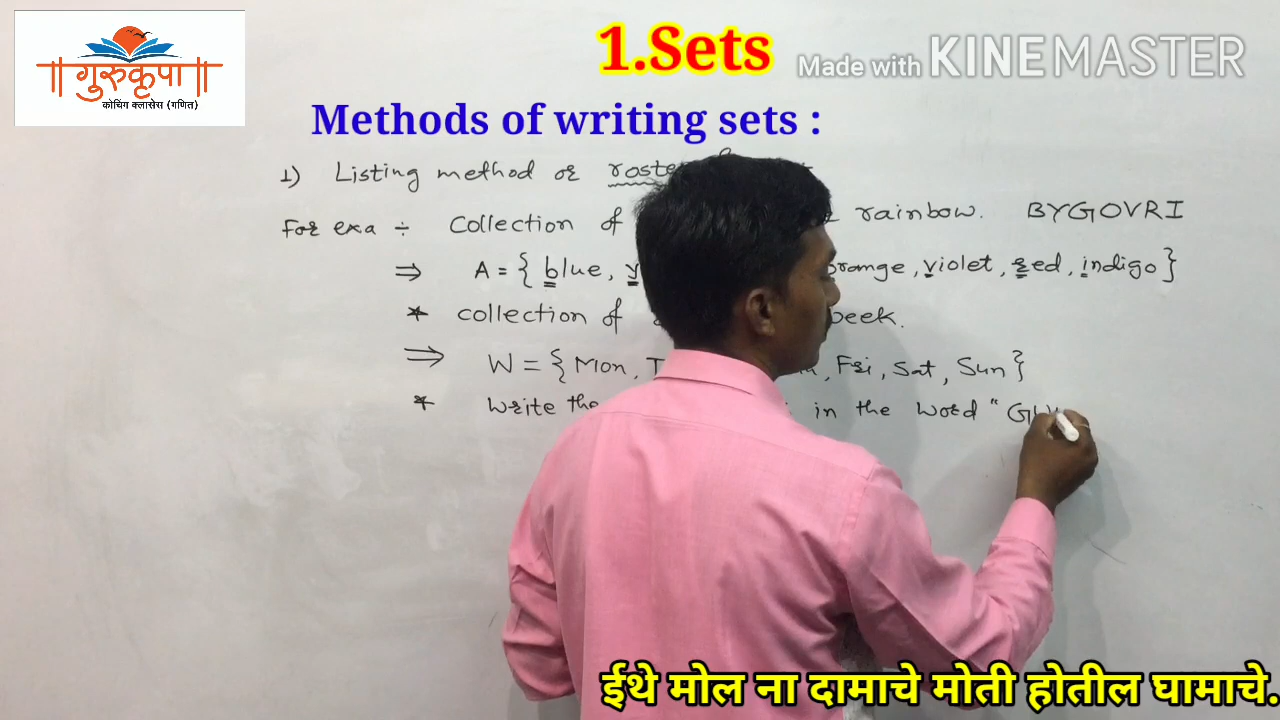 ॥गुरुकृपा॥
कोचिंग क्लासेस (गणित)
1.Sets
Made with KINEMASTER
Methods of writing sets :
1) Listing method or roster
For exa ÷ Collection of rainbow. BYGOVRI
⇒ A = { blue, orange, violet, red, indigo }
* collection of week.
⇒ W = { Mon, Fri, Sat, Sun }
* Write the in the word "
ईथे मोल ना दामाचे मोती होतील घामाचे.